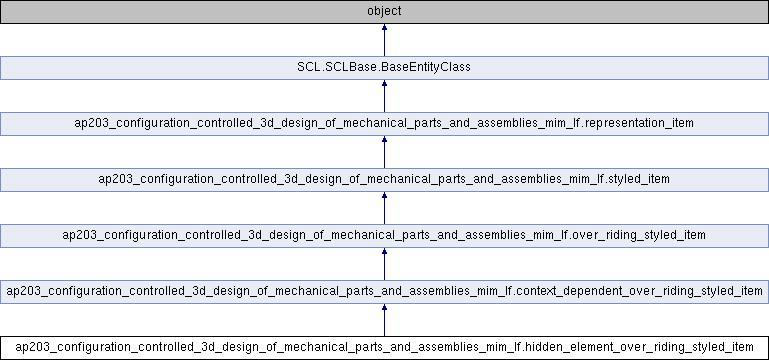 object
SCL.SCLBase.BaseEntityClass
ap203_configuration_controlled_3d_design_of_mechanical_parts_and_assemblies_mim_lf.representation_item
ap203_configuration_controlled_3d_design_of_mechanical_parts_and_assemblies_mim_lf.styled_item
ap203_configuration_controlled_3d_design_of_mechanical_parts_and_assemblies_mim_lf.over_riding_styled_item
ap203_configuration_controlled_3d_design_of_mechanical_parts_and_assemblies_mim_lf.context_dependent_over_riding_styled_item
ap203_configuration_controlled_3d_design_of_mechanical_parts_and_assemblies_mim_lf.hidden_element_over_riding_styled_item